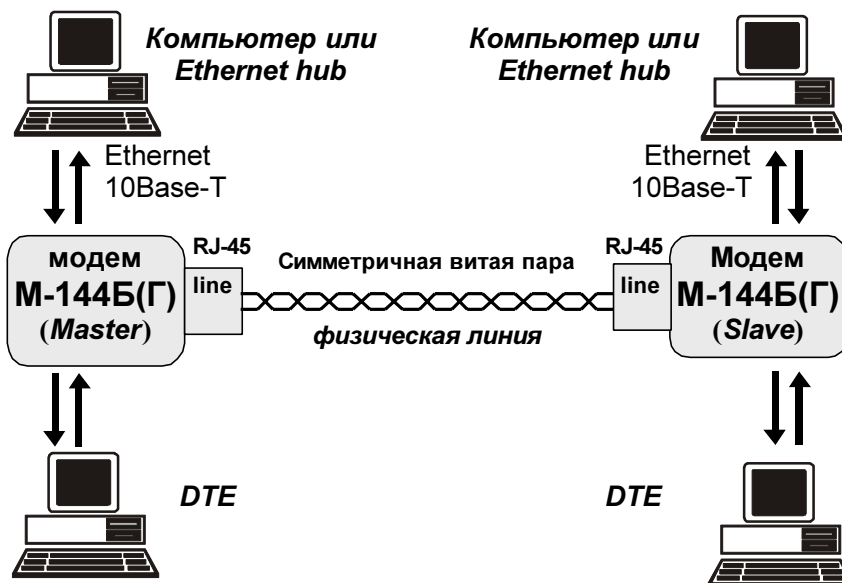 Компьютер или
Ethernet hub
Компьютер или
Ethernet hub
Ethernet
10Base-T
Ethernet
10Base-T
модем
М-144Б(Г)
(Master)
RJ-45
line
Симметричная витая пара
физическая линия
RJ-45
line
Модем
М-144Б(Г)
(Slave)
DTE
DTE